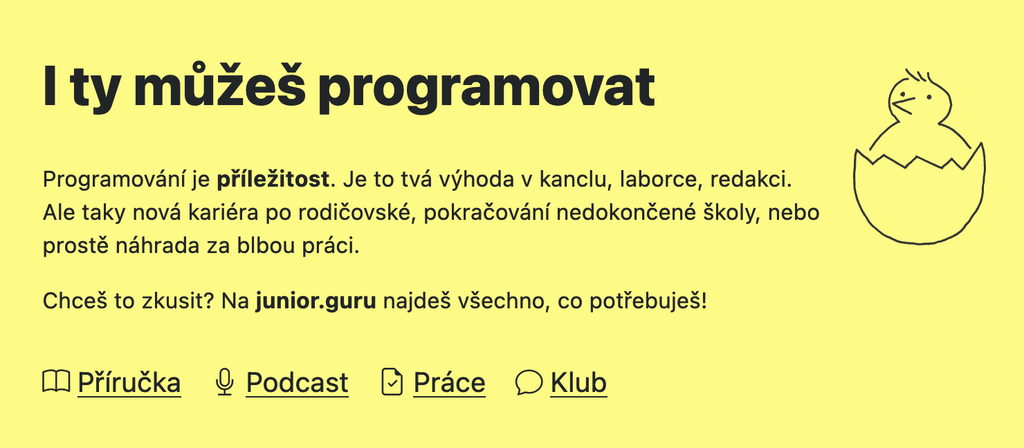 I ty můžeš programovat
Programování je příležitost. Je to tvá výhoda v kanclu, laborce, redakci.
Ale taky nová kariéra po rodičovské, pokračování nedokončené školy, nebo
prostě náhrada za blbou práci.
Chceš to zkusit? Na junior.guru najdeš všechno, co potřebuješ!
Příručka Podcast Práce Klub